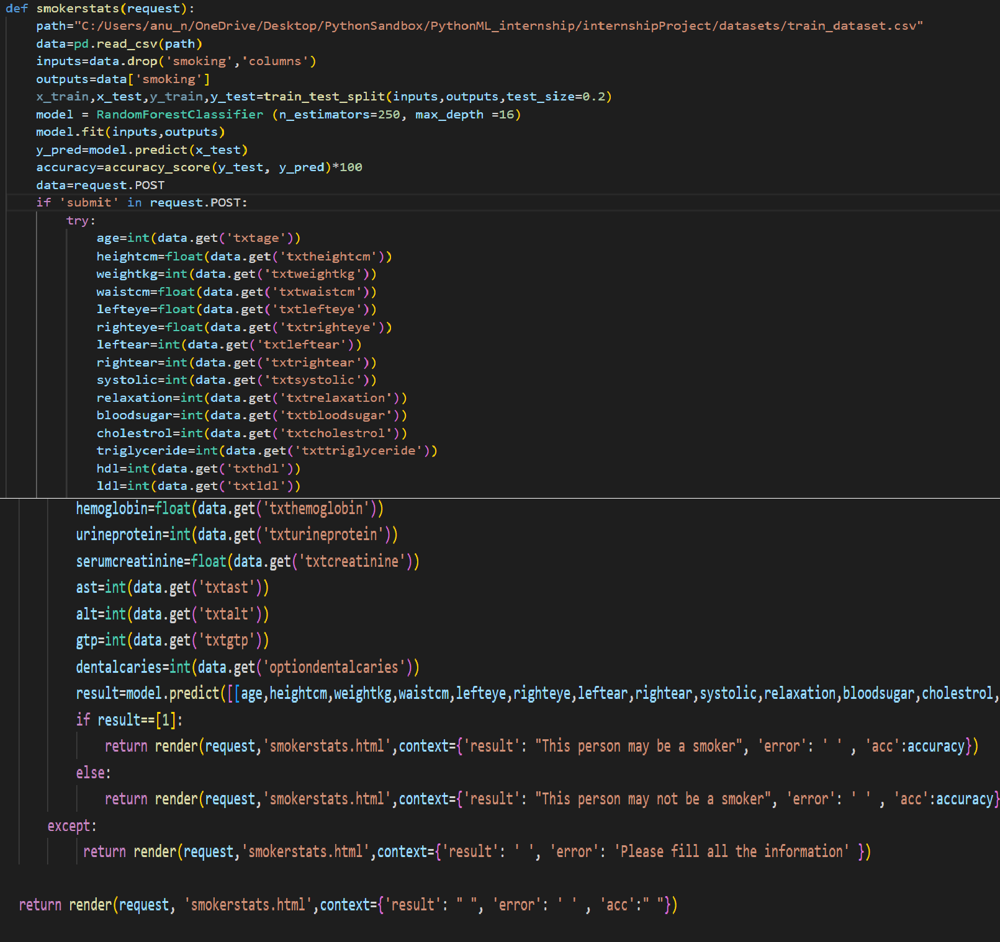 def smokerstats(request):
    path="C:/Users/anu_n/OneDrive/Desktop/PythonSandbox/PythonML_internship/internshipProject/datasets/train_dataset.csv"
    data=pd.read_csv(path)
    inputs=data.drop('smoking','columns')
    outputs=data['smoking']
    x_train,x_test,y_train,y_test=train_test_split(inputs,outputs,test_size=0.2)
    model = RandomForestClassifier (n_estimators=250, max_depth =16)
    model.fit(inputs,outputs)
    y_pred=model.predict(x_test)
    accuracy=accuracy_score(y_test, y_pred)*100
    data=request.POST
    if 'submit' in request.POST:
        try:
            age=int(data.get('txtage'))
            heightcm=float(data.get('txtheightcm'))
            weightkg=int(data.get('txtweightkg'))
            waistcm=float(data.get('txtwaistcm'))
            lefteye=float(data.get('txtlefteye'))
            righteye=float(data.get('txtrighteye'))
            leftear=int(data.get('txtleftear'))
            rightear=int(data.get('txtrightear'))
            systolic=int(data.get('txtsystolic'))
            relaxation=int(data.get('txtrelaxation'))
            bloodsugar=int(data.get('txtbloodsugar'))
            cholestrol=int(data.get('txtcholestrol'))
            triglyceride=int(data.get('txttriglyceride'))
            hdl=int(data.get('txthdl'))
            ldl=int(data.get('txtldl'))
            hemoglobin=float(data.get('txthemoglobin'))
            urineprotein=int(data.get('txturineprotein'))
            serumcreatinine=float(data.get('txtcreatinine'))
            ast=int(data.get('txtast'))
            alt=int(data.get('txtalt'))
            gtp=int(data.get('txtgtp'))
            dentalcaries=int(data.get('optiondentalcaries'))
            result=model.predict([[age,heightcm,weightkg,waistcm,lefteye,righteye,leftear,rightear,systolic,relaxation,bloodsugar,cholestrol,
            if result==[1]:
                return render(request,'smokerstats.html',context={'result': "This person may be a smoker", 'error': ' ' , 'acc':accuracy})
            else:
                return render(request,'smokerstats.html',context={'result': "This person may not be a smoker", 'error': ' ' , 'acc':accuracy}
        except:
             return render(request,'smokerstats.html',context={'result': ' ', 'error': 'Please fill all the information' })
    return render(request, 'smokerstats.html',context={'result': " ", 'error': ' ' , 'acc':" "})